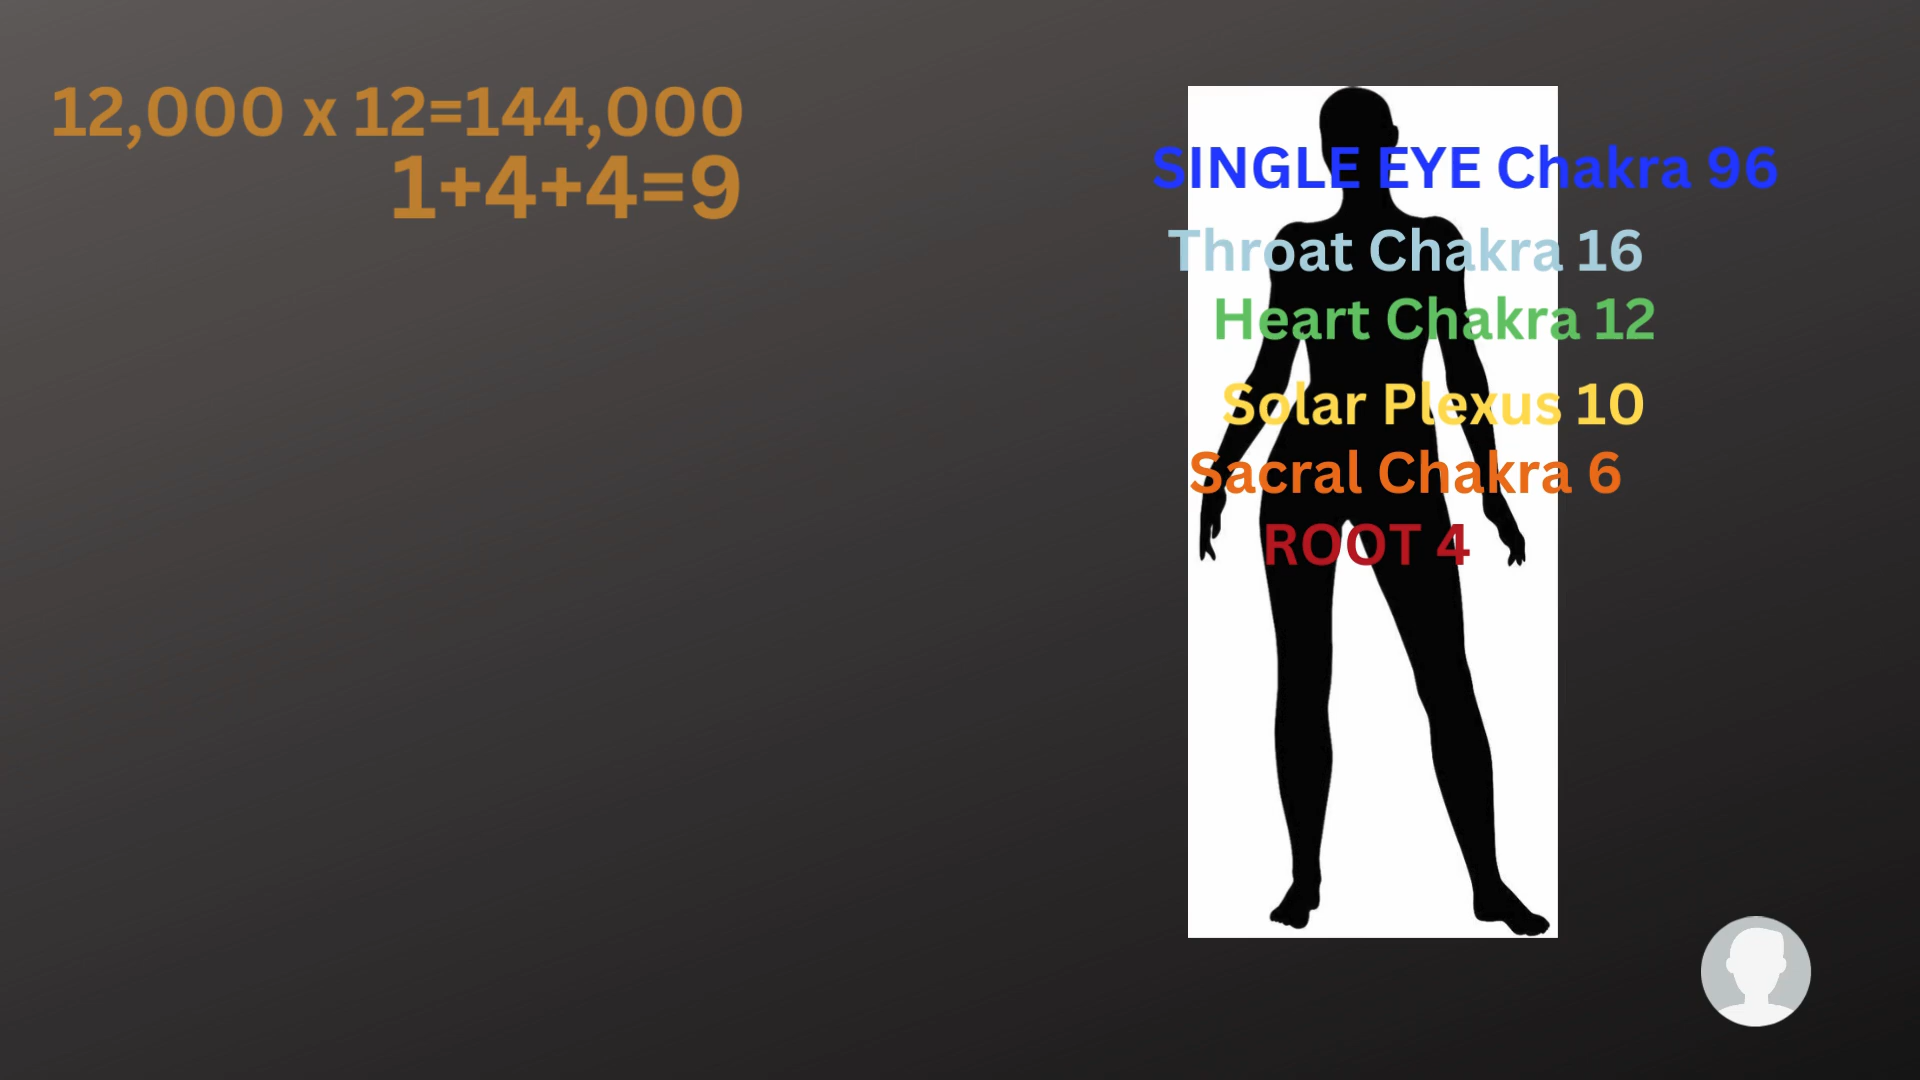 12,000 x 12=144,000
1+4+4=9
SINGLE EYE Chakra 96
Throat Chakra 16
Heart Chakra 12
Solar Plexus 10
Sacral Chakra 6
ROOT 4